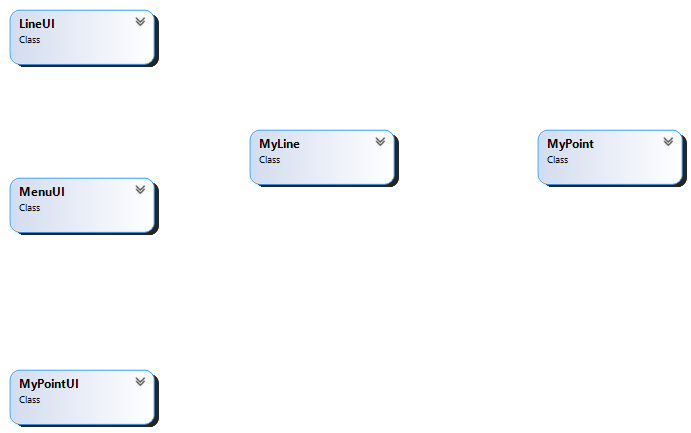 LineUI
Class
MyLine
Class
MyPoint
Class
MenuUI
Class
MyPointUI
Class